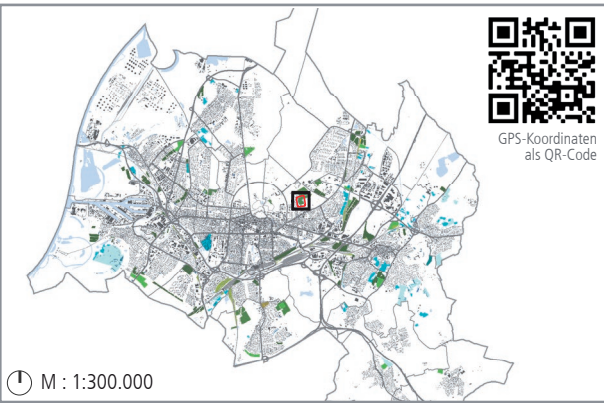 GPS-Koordinaten
als QR-Code
M : 1:300.000